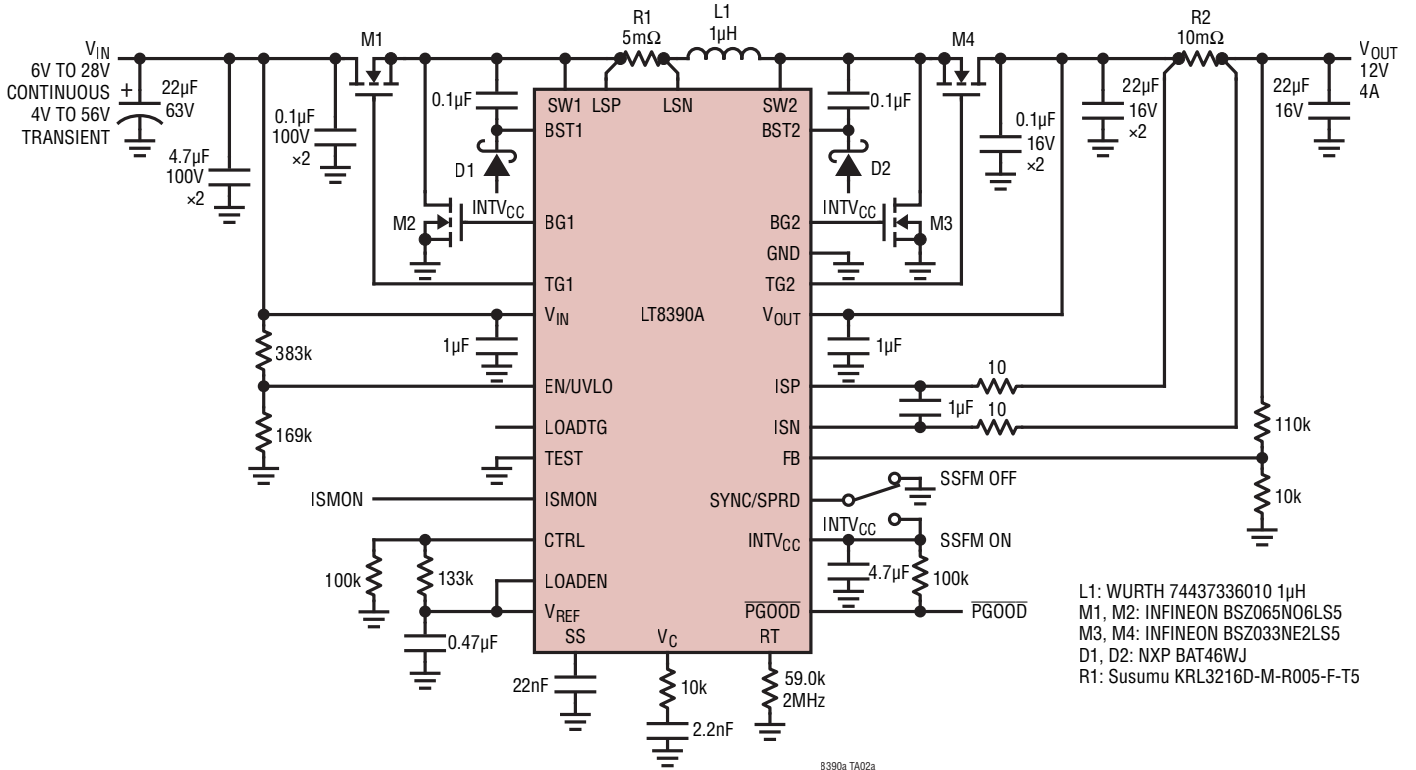 R1
5mΩ
L1
1µH
R2
10mΩ
M1
M4
VIN
6V TO 28V
CONTINUOUS
4V TO 56V
TRANSIENT
+
22µF
63V
4.7µF
100V
×2
0.1µF
100V
×2
0.1µF
D1
INTVCC
M2
SW1
LSP
LSN
SW2
BST1
BST2
BG1
BG2
GND
TG1
TG2
VIN
LT8390A
VOUT
0.1µF
D2
INTVCC
M3
0.1µF
16V
×2
22µF
16V
×2
22µF
16V
VOUT
12V
4A
383k
169k
1µF
1µF
EN/UVLO
ISP
LOADTG
ISN
TEST
FB
ISMON
ISMON
SYNC/SPRD
CTRL
INTVCC
LOADEN
VREF
PGOOD
SS
VC
RT
10
1µF
10
110k
10k
SSFM OFF
INTVCC
SSFM ON
4.7µF
100k
PGOOD
100k
133k
0.47µF
22nF
10k
2.2nF
59.0k
2MHz
L1: WURTH 74437336010 1µH
M1, M2: INFINEON BSZ065NO6LS5
M3, M4: INFINEON BSZ033NE2LS5
D1, D2: NXP BAT46WJ
R1: Susumu KRL3216D-M-R005-F-T5
8390a TA02a